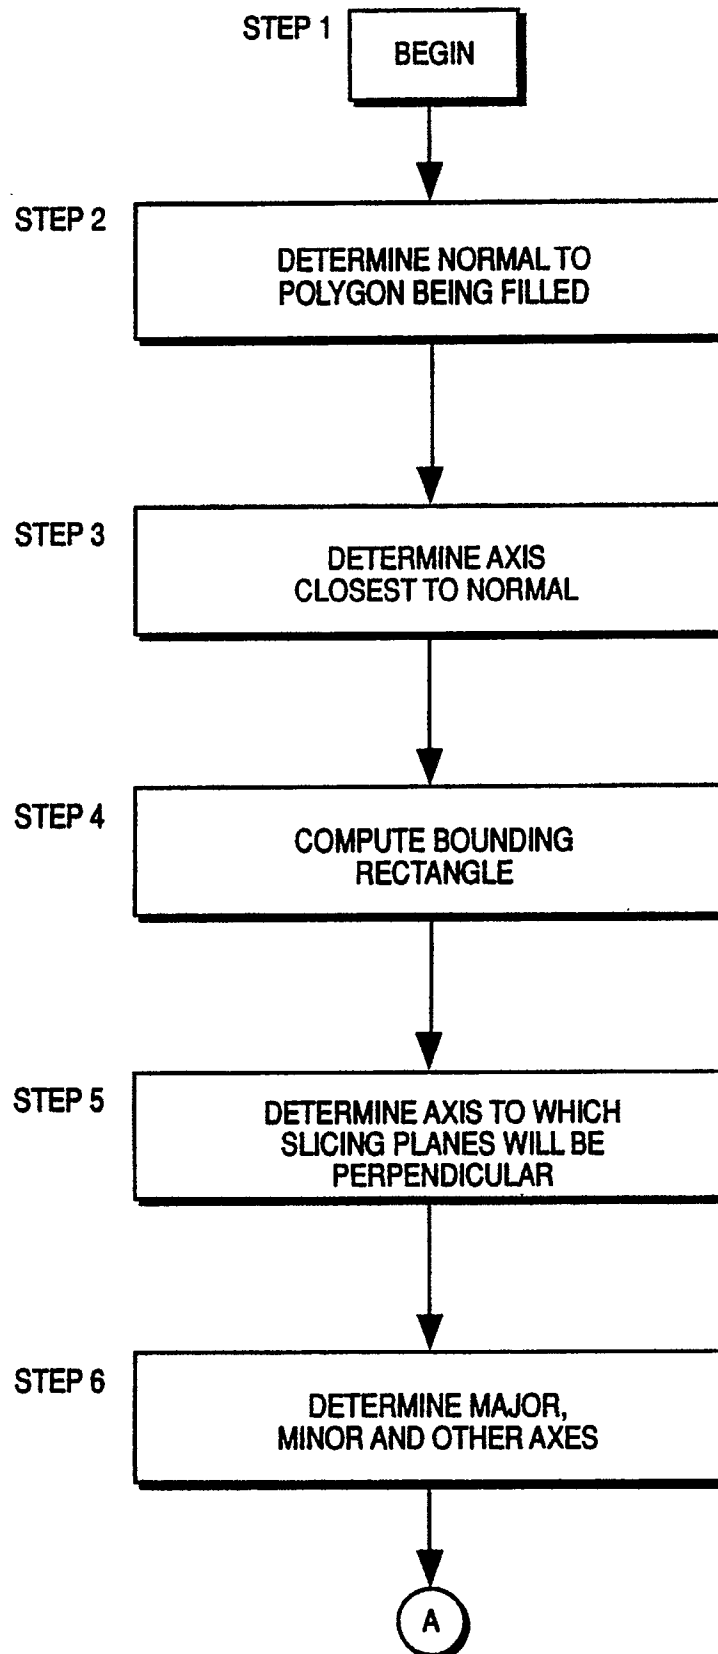 STEP 1
BEGIN
STEP 2
DETERMINE NORMAL TO
POLYGON BEING FILLED
STEP 3
DETERMINE AXIS
CLOSEST TO NORMAL
STEP 4
COMPUTE BOUNDING
RECTANGLE
STEP 5
DETERMINE AXIS TO WHICH
SLICING PLANES WILL BE
PERPENDICULAR
STEP 6
DETERMINE MAJOR,
MINOR AND OTHER AXES
A